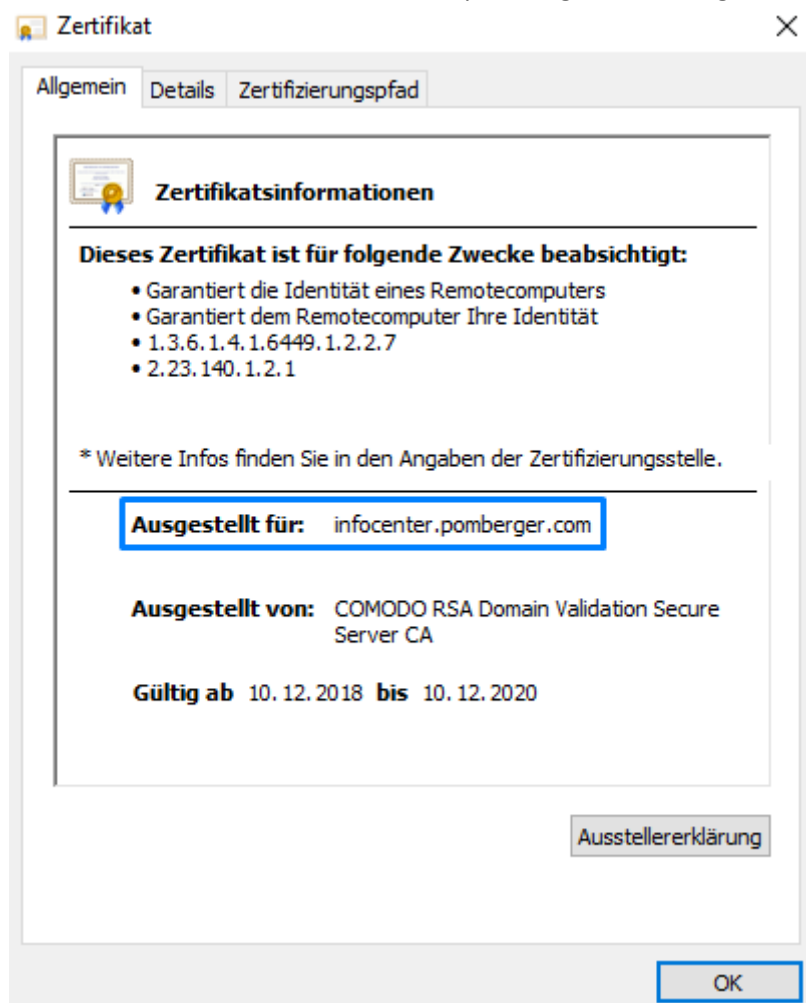 Zertifikat
Allgemein Details Zertifizierungspfad
Zertifikatsinformationen
Dieses Zertifikat ist für folgende Zwecke beabsichtigt:
• Garantiert die Identität eines Remotecomputers
• Garantiert dem Remotecomputer Ihre Identität
• 1.3.6.1.4.1.6449.1.2.2.7
• 2.23.140.1.2.1
* Weitere Infos finden Sie in den Angaben der Zertifizierungsstelle.
Ausgestellt für: infocenter.pomberger.com
Ausgestellt von: COMODO RSA Domain Validation Secure
Server CA
Gültig ab 10.12.2018 bis 10.12.2020
Ausstellererklärung
OK